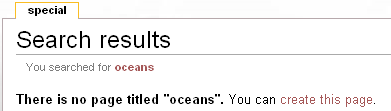 special
Search results
You searched for oceans
There is no page titled "oceans". You can create this page.